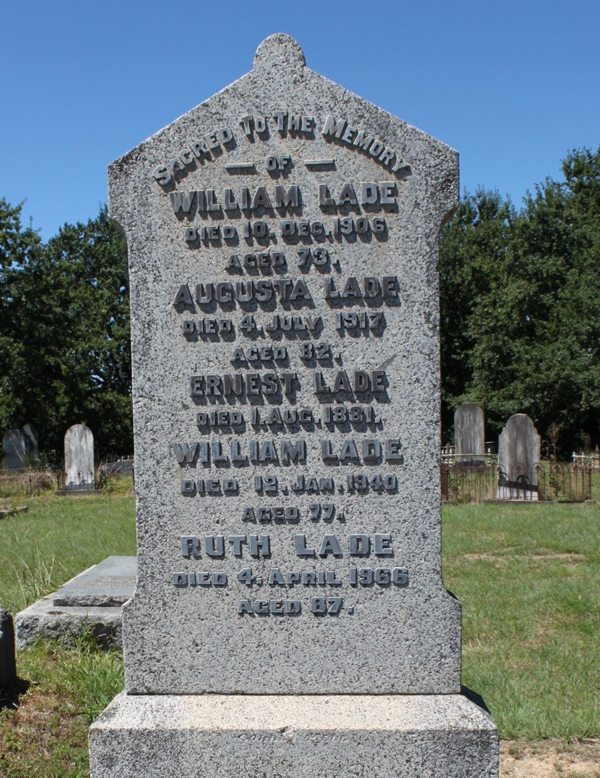 SACRED TO THE MEMORY
— OF —
WILLIAM LADE
DIED 10. DEC. 1906
AGED 73.
AUGUSTA LADE
DIED 4. JULY 1917
AGED 82.
ERNEST LADE
DIED 1. AUG. 1881.
WILLIAM LADE
DIED 12. JAN. 1940
AGED 77.
RUTH LADE
DIED 4. APRIL 1966
AGED 87.